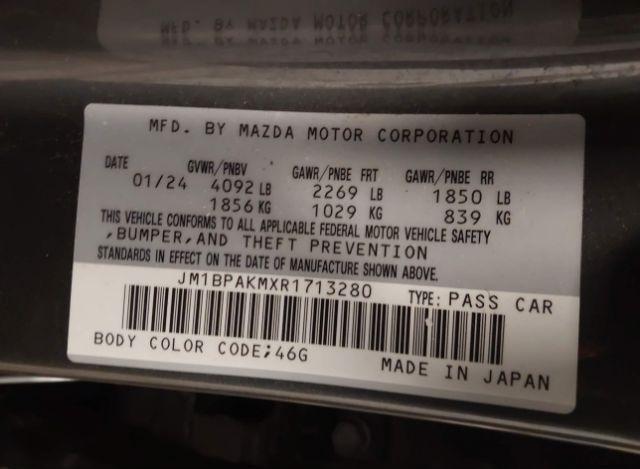 MFD. BY MAZDA MOTOR CORPORATION
DATE GVWR/PNBV GAWR/PNBE FRT GAWR/PNBE RR
01/24 4092 LB 2269 LB 1850 LB
1856 KG 1029 KG 839 KG
THIS VEHICLE CONFORMS TO ALL APPLICABLE FEDERAL MOTOR VEHICLE SAFETY
,BUMPER,AND THEFT PREVENTION
STANDARDS IN EFFECT ON THE DATE OF MANUFACTURE SHOWN ABOVE.
JM1BPAKMXR1713280 TYPE: PASS CAR
BODY COLOR CODE;46G
MADE IN JAPAN